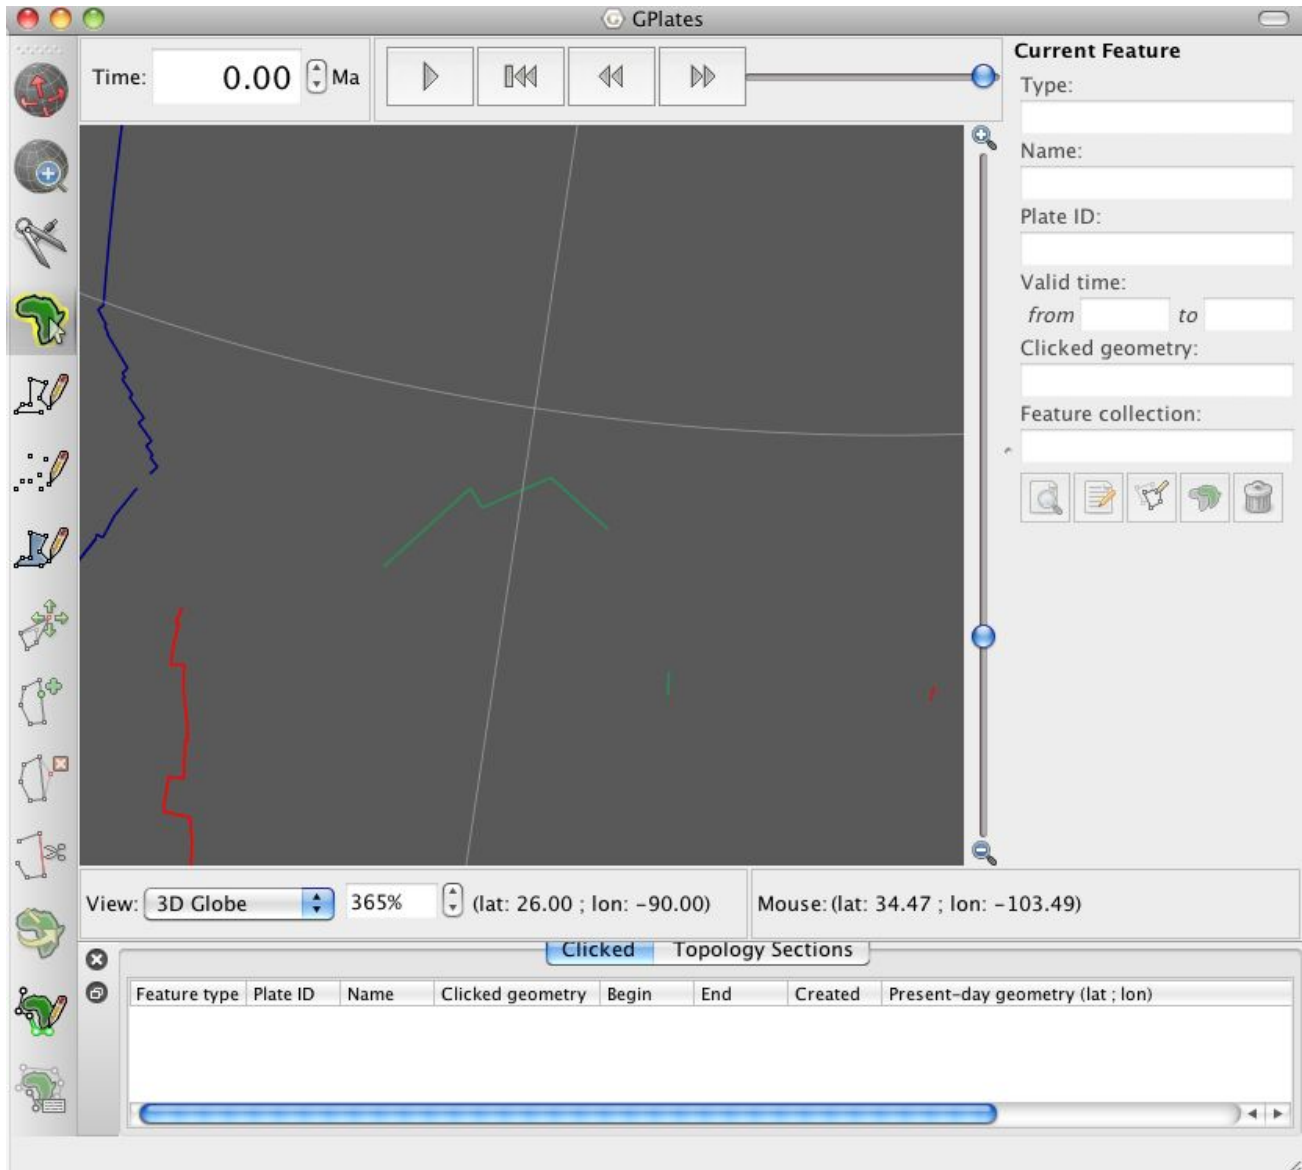 GPlates
Time: 0.00 Ma
Current Feature
Type:
Name:
Plate ID:
Valid time:
from to
Clicked geometry:
Feature collection:
View: 3D Globe 365% (lat: 26.00 ; lon: −90.00) Mouse: (lat: 34.47 ; lon: −103.49)
Clicked Topology Sections
Feature type Plate ID Name Clicked geometry Begin End Created Present−day geometry (lat ; lon)